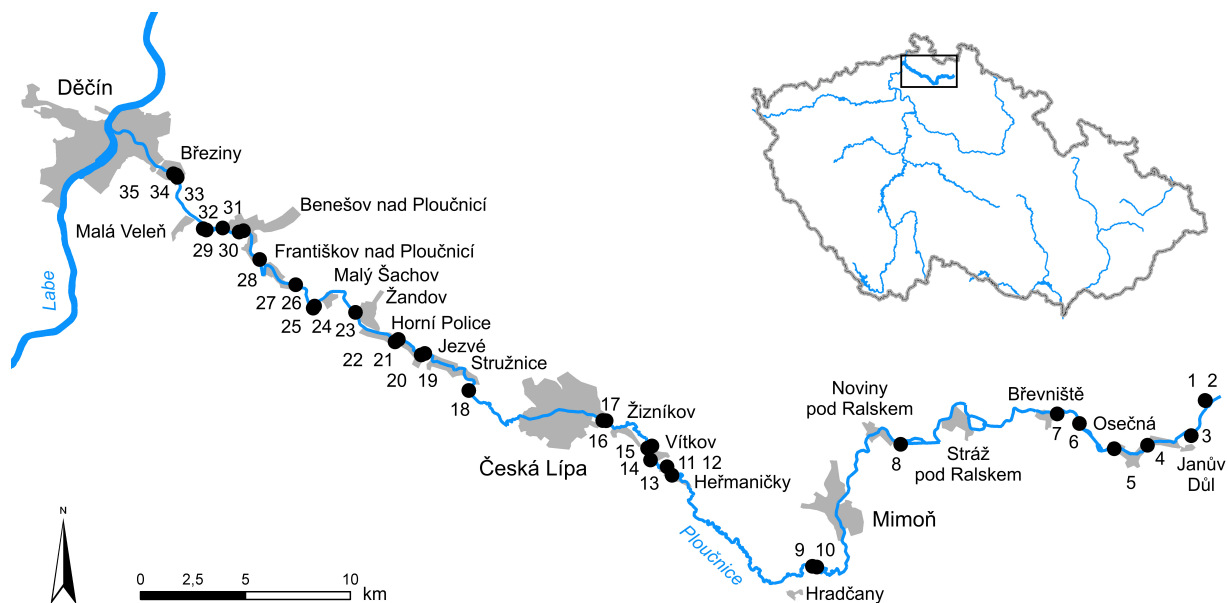 Děčín
Březiny
35 34 33
32 31
Benešov nad Ploučnicí
Malá Veleň
29 30
Františkov nad Ploučnicí
28
Malý Šachov
27 26
Žandov
25 24 23
Labe
Horní Police
22 21
Jezvé
20 19
Stružnice
18
17
Žizníkov
16
Česká Lípa
15
Vítkov
14
11 12
13
Heřmaničky
Ploučnice
Noviny
pod Ralskem
8
Stráž
pod Ralskem
Břevniště
7 6
Osečná
1 2
3
4
5
Janův
Důl
Mimoň
9 10
Hradčany
N
0 2,5 5 10
km